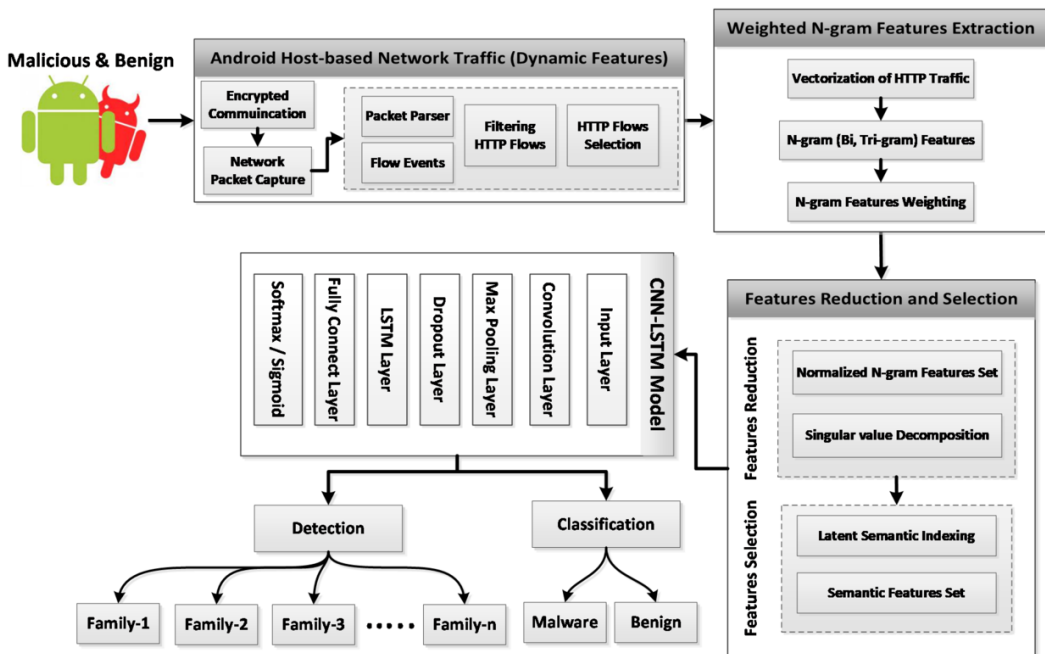 Malicious & Benign
Android Host-based Network Traffic (Dynamic Features)
Encrypted
Commuincation
Network
Packet Capture
Packet Parser
Flow Events
Filtering
HTTP Flows
HTTP Flows
Selection
Weighted N-gram Features Extraction
Vectorization of HTTP Traffic
N-gram (Bi, Tri-gram) Features
N-gram Features Weighting
Features Reduction and Selection
Features Reduction
Normalized N-gram Features Set
Singular value Decomposition
Features Selection
Latent Semantic Indexing
Semantic Features Set
CNN-LSTM Model
Input Layer
Convolution Layer
Max Pooling Layer
Dropout Layer
LSTM Layer
Fully Connect Layer
Softmax / Sigmoid
Detection
Classification
Family-1
Family-2
Family-3
.....
Family-n
Malware
Benign